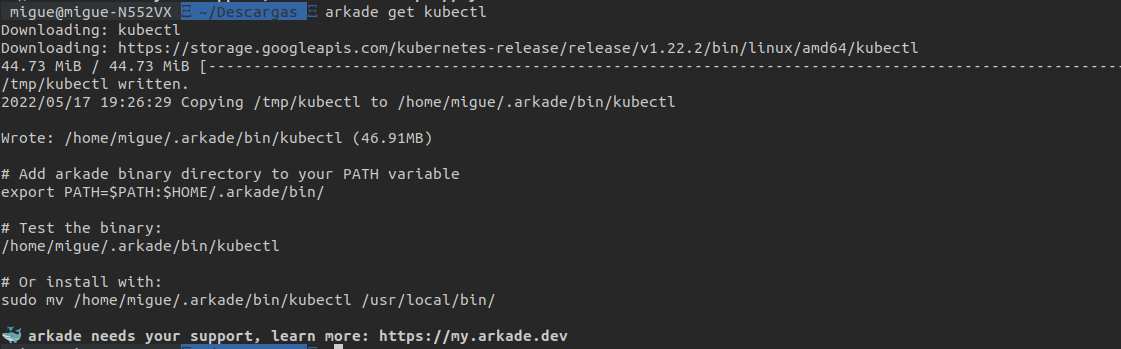 migue@migue-N552VX ~/Descargas arkade get kubectl
Downloading: kubectl
Downloading: https://storage.googleapis.com/kubernetes-release/release/v1.22.2/bin/linux/amd64/kubectl
44.73 MiB / 44.73 MiB [------------------------------------------------------------------------------------------------------
/tmp/kubectl written.
2022/05/17 19:26:29 Copying /tmp/kubectl to /home/migue/.arkade/bin/kubectl
Wrote: /home/migue/.arkade/bin/kubectl (46.91MB)
# Add arkade binary directory to your PATH variable
export PATH=$PATH:$HOME/.arkade/bin/
# Test the binary:
/home/migue/.arkade/bin/kubectl
# Or install with:
sudo mv /home/migue/.arkade/bin/kubectl /usr/local/bin/
🐳 arkade needs your support, learn more: https://my.arkade.dev